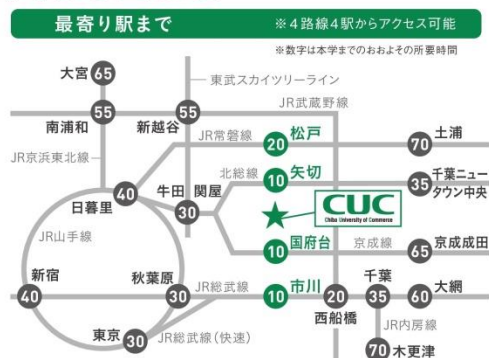 最寄り駅まで ※4路線4駅からアクセス可能
※数字は本学までのおおよその所要時間
大宮 65
東武スカイツリーライン
55 55 JR武蔵野線
南浦和 新越谷
JR常磐線 20 松戸 70 土浦
JR京浜東北線
北総線 10 矢切 35 千葉ニュータウン中央
日暮里 40 牛田 関屋 30
CUC
Chiba University of Commerce
JR山手線
10 国府台 京成線 65 京成成田
新宿 40 秋葉原 30 JR総武線 10 市川 20 西船橋 千葉 35 60 大網
東京 30 JR総武線(快速)
JR内房線
70 木更津